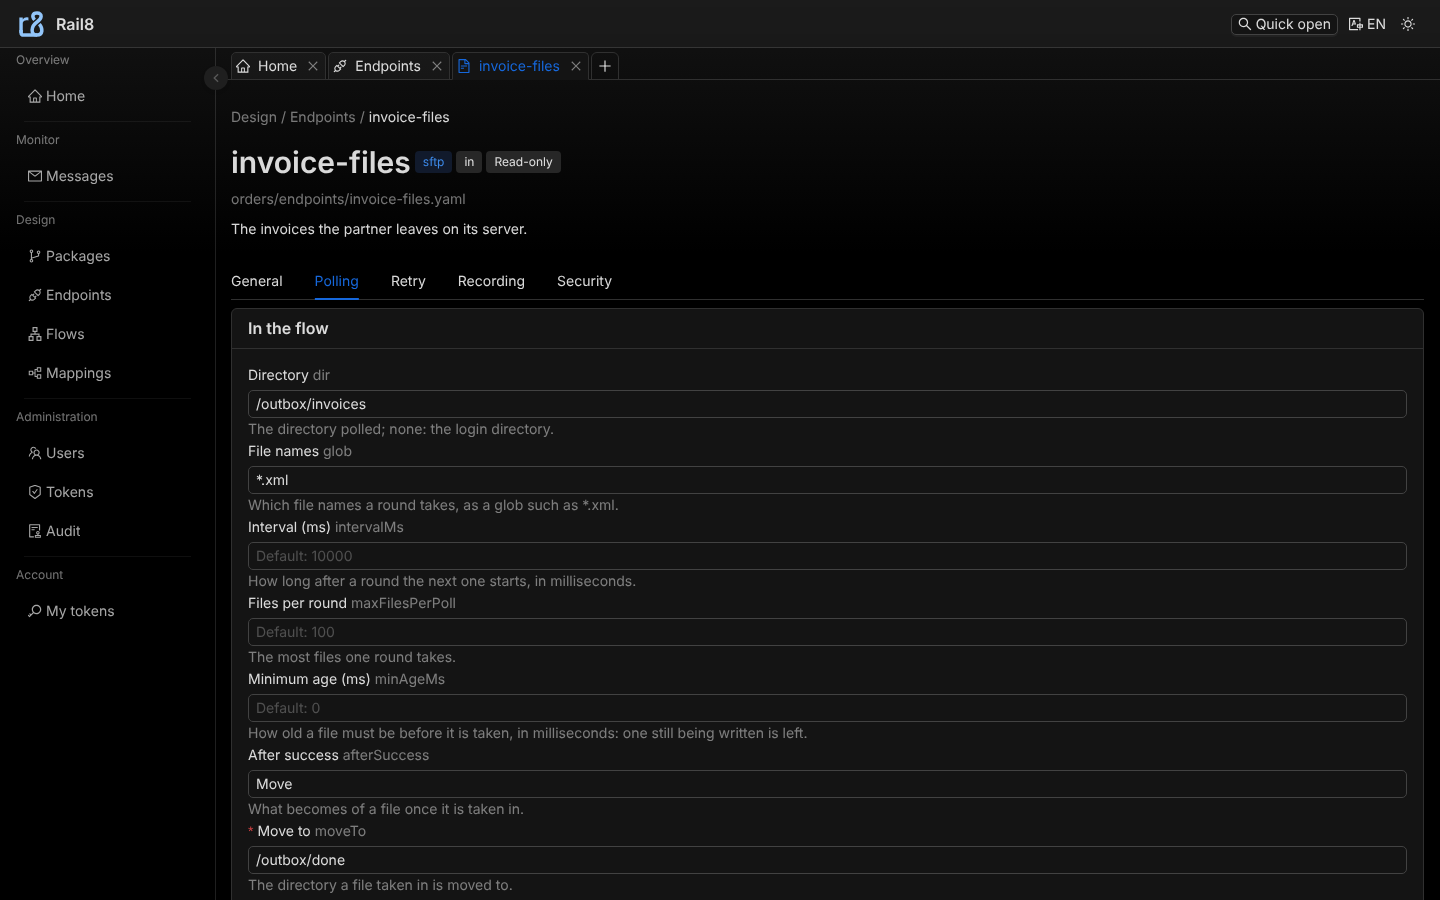 Rail8
Quick open
EN
Overview
Home
Monitor
Messages
Design
Packages
Endpoints
Flows
Mappings
Administration
Users
Tokens
Audit
Account
My tokens
Home
Endpoints
invoice-files
Design / Endpoints / invoice-files
invoice-files sftp in Read-only
orders/endpoints/invoice-files.yaml
The invoices the partner leaves on its server.
General Polling Retry Recording Security
In the flow
Directory dir
/outbox/invoices
The directory polled; none: the login directory.
File names glob
*.xml
Which file names a round takes, as a glob such as *.xml.
Interval (ms) intervalMs
Default: 10000
How long after a round the next one starts, in milliseconds.
Files per round maxFilesPerPoll
Default: 100
The most files one round takes.
Minimum age (ms) minAgeMs
Default: 0
How old a file must be before it is taken, in milliseconds: one still being written is left.
After success afterSuccess
Move
What becomes of a file once it is taken in.
* Move to moveTo
/outbox/done
The directory a file taken in is moved to.